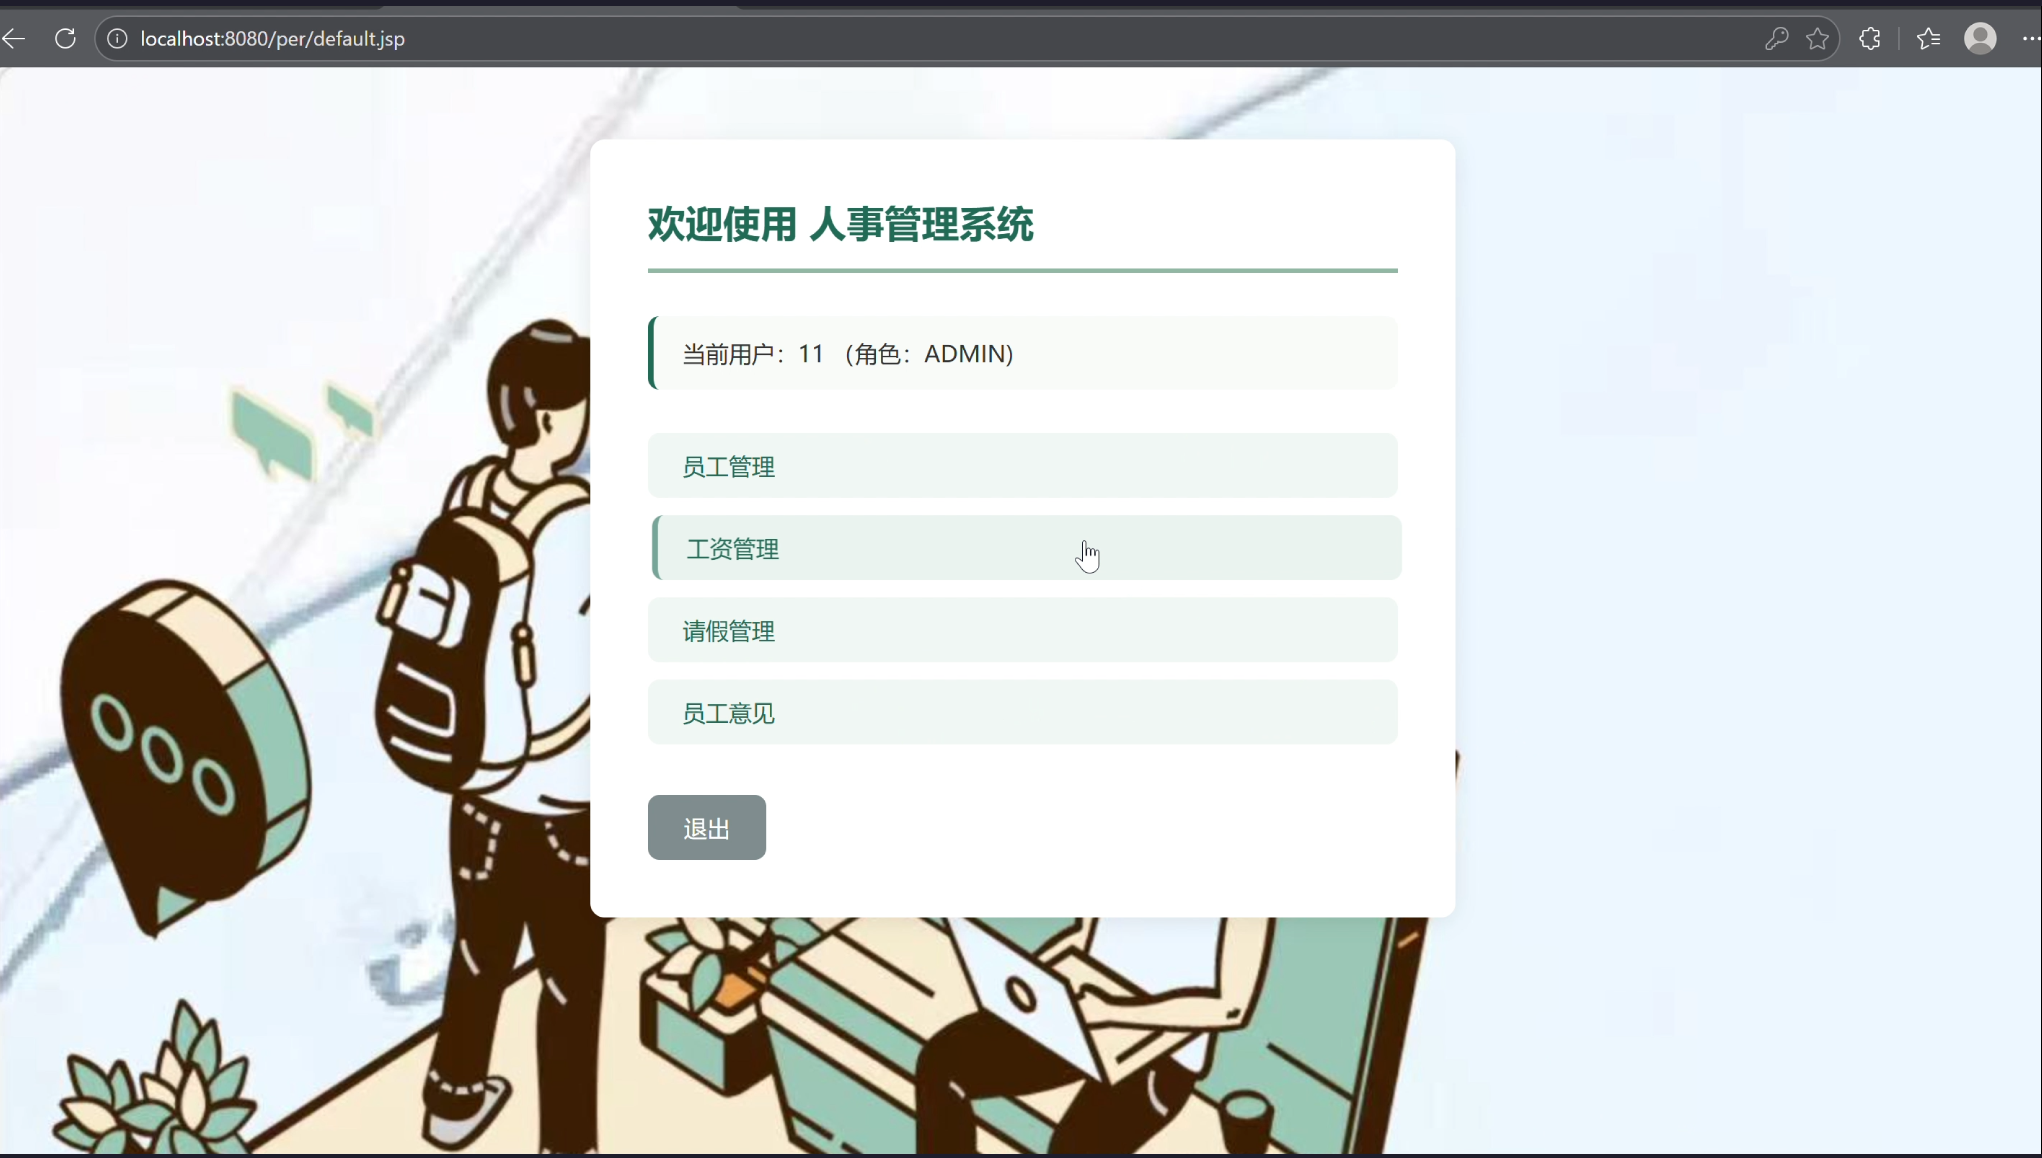 localhost:8080/per/default.jsp
欢迎使用 人事管理系统
当前用户：11 （角色：ADMIN)
员工管理
工资管理
请假管理
员工意见
退出